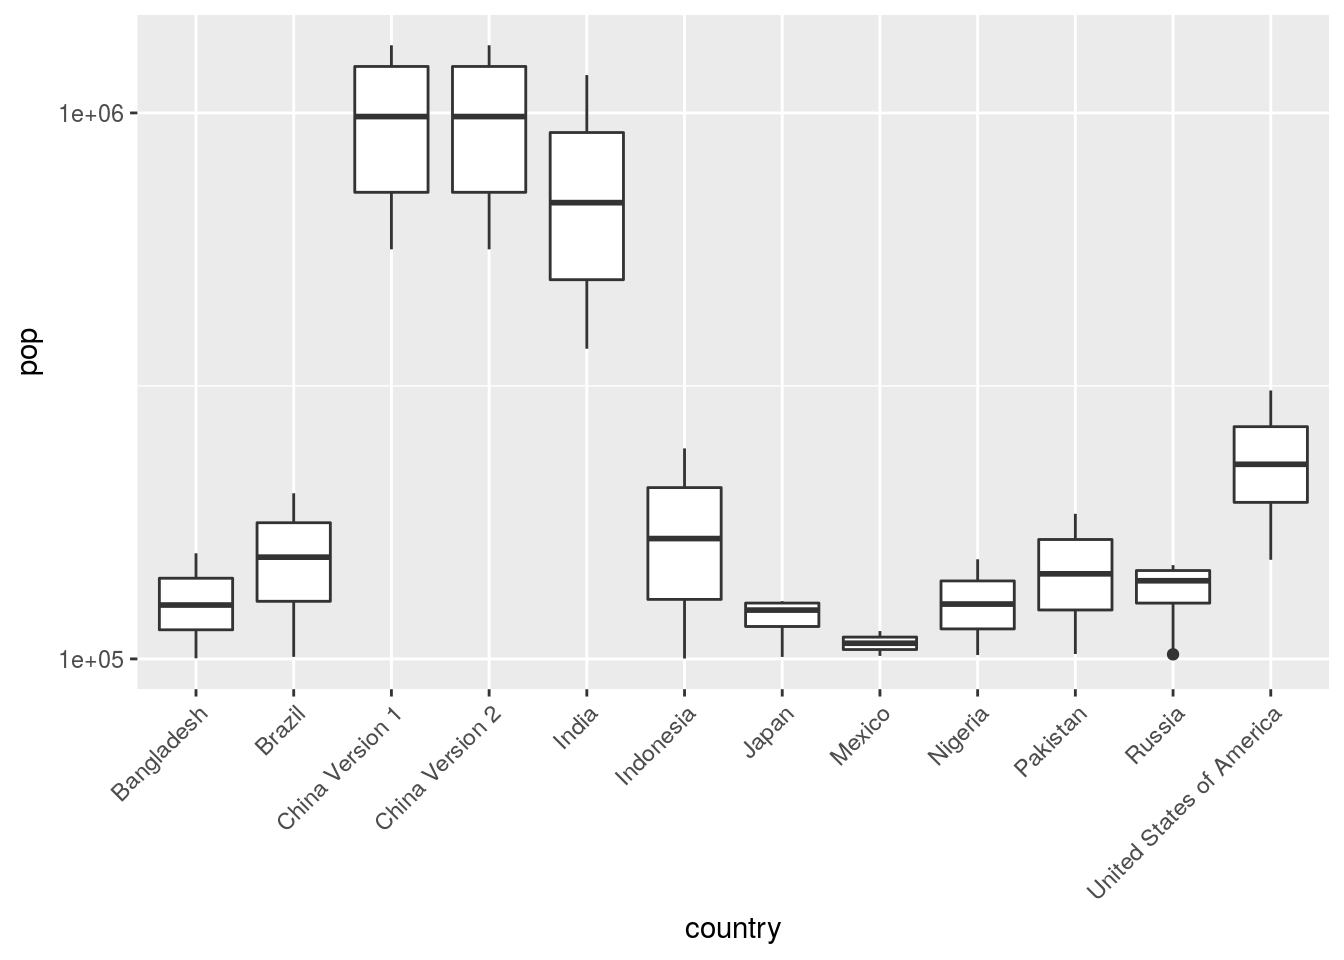 pop
1e+06
1e+05
Bangladesh
Brazil
China Version 1
China Version 2
India
Indonesia
Japan
Mexico
Nigeria
Pakistan
Russia
United States of America
country